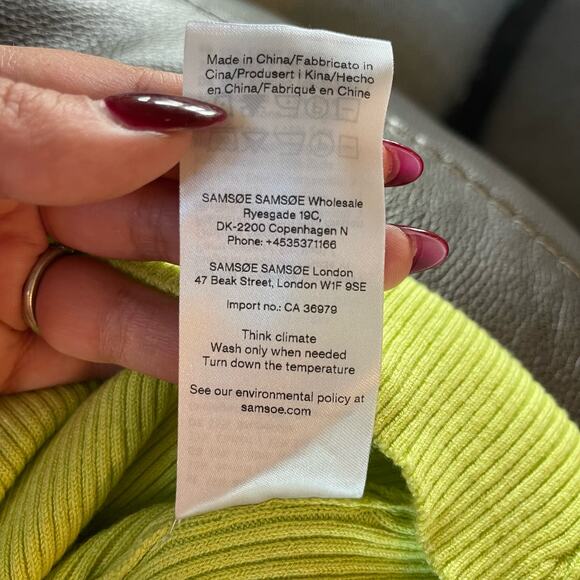 Made in China/Fabbricato in
Cina/Produsert i Kina/Hecho
en China/Fabriqué en Chine
SAMSØE SAMSØE Wholesale
Ryesgade 19C,
DK-2200 Copenhagen N
Phone: +4535371166
SAMSØE SAMSØE London
47 Beak Street, London W1F 9SE
Import no.: CA 36979
Think climate
Wash only when needed
Turn down the temperature
See our environmental policy at
samsoe.com